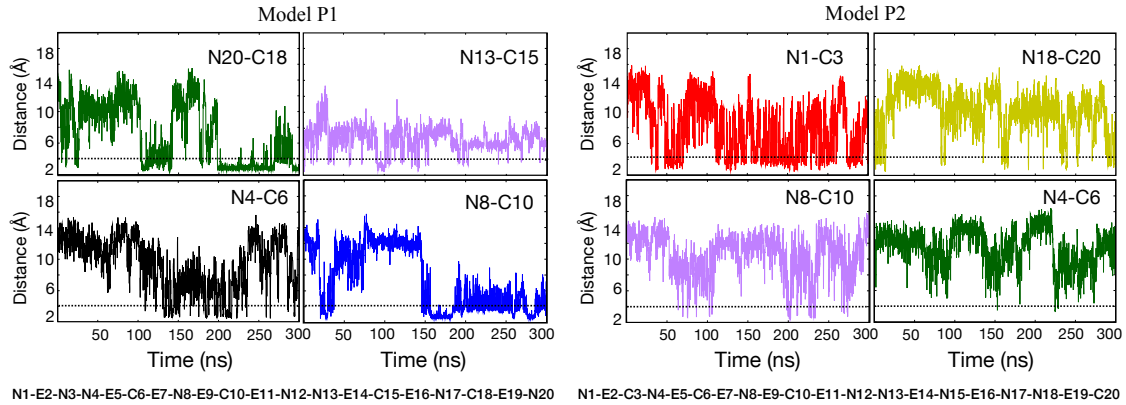 Model P1
Model P2
Distance (Å)
18
14
10
6
2
N20-C18
N13-C15
Distance (Å)
18
14
10
6
2
N4-C6
N8-C10
50 100 150 200 250 300
50 100 150 200 250 300
Time (ns)
Time (ns)
N1-E2-N3-N4-E5-C6-E7-N8-E9-C10-E11-N12-N13-E14-C15-E16-N17-C18-E19-N20
Distance (Å)
18
14
10
6
2
N1-C3
N18-C20
Distance (Å)
18
14
10
6
2
N8-C10
N4-C6
50 100 150 200 250 300
50 100 150 200 250 300
Time (ns)
Time (ns)
N1-E2-C3-N4-E5-C6-E7-N8-E9-C10-E11-N12-N13-E14-N15-E16-N17-N18-E19-C20